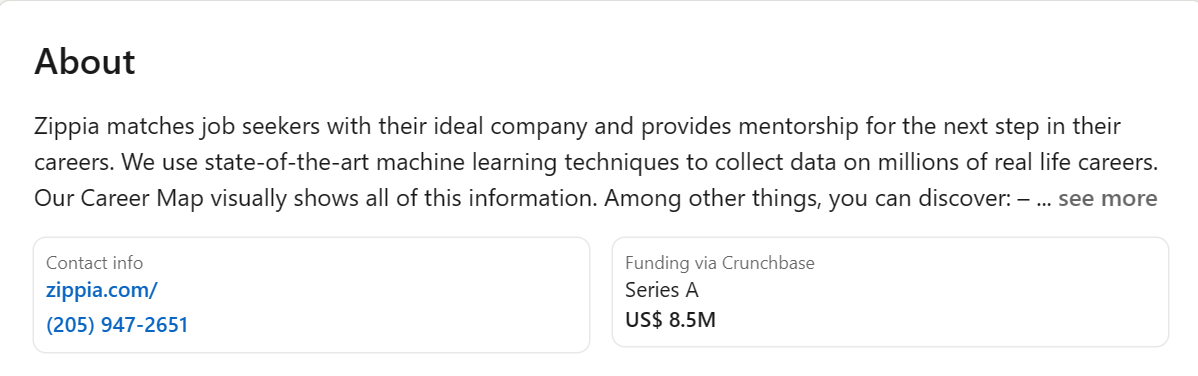 About
Zippia matches job seekers with their ideal company and provides mentorship for the next step in their
careers. We use state-of-the-art machine learning techniques to collect data on millions of real life careers.
Our Career Map visually shows all of this information. Among other things, you can discover: – ... see more
Contact info
zippia.com/
(205) 947-2651
Funding via Crunchbase
Series A
US$ 8.5M